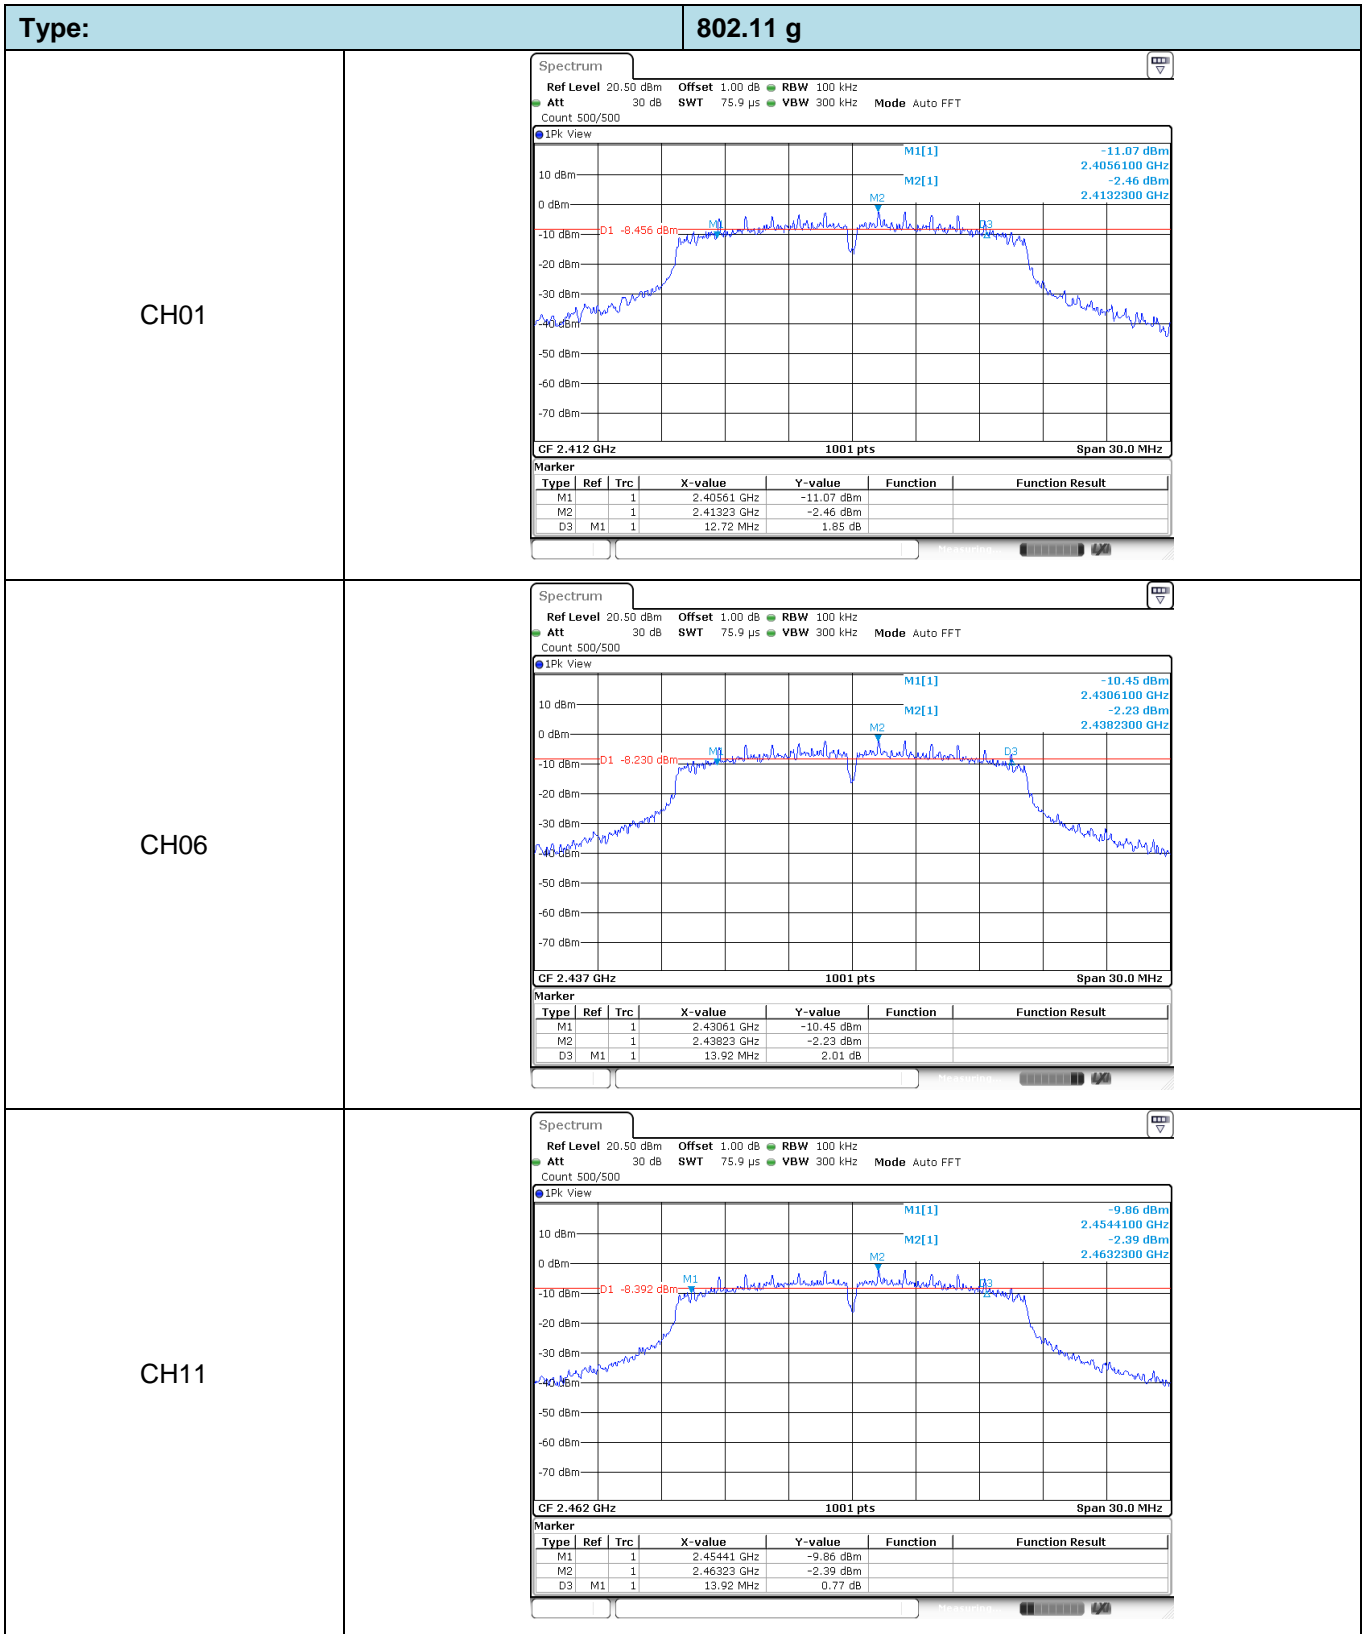 Type: 802.11 g
CH01
Spectrum
Ref Level 20.50 dBm Offset 1.00 dB RBW 100 kHz
Att 30 dB SWT 75.9 µs VBW 300 kHz Mode Auto FFT
Count 500/500
1Pk View
M1[1] -11.07 dBm
2.4056100 GHz
10 dBm
M2[1] -2.46 dBm
2.4132300 GHz
M2
0 dBm
M1
D3
D1 -8.456 dBm
-10 dBm
-20 dBm
-30 dBm
-40 dBm
-50 dBm
-60 dBm
-70 dBm
CF 2.412 GHz 1001 pts Span 30.0 MHz
Marker
Type Ref Trc X-value Y-value Function Function Result
M1 1 2.40561 GHz -11.07 dBm
M2 1 2.41323 GHz -2.46 dBm
D3 M1 1 12.72 MHz 1.85 dB
Measuring...
CH06
Spectrum
Ref Level 20.50 dBm Offset 1.00 dB RBW 100 kHz
Att 30 dB SWT 75.9 µs VBW 300 kHz Mode Auto FFT
Count 500/500
1Pk View
M1[1] -10.45 dBm
2.4306100 GHz
10 dBm
M2[1] -2.23 dBm
2.4382300 GHz
M2
0 dBm
M1
D3
D1 -8.230 dBm
-10 dBm
-20 dBm
-30 dBm
-40 dBm
-50 dBm
-60 dBm
-70 dBm
CF 2.437 GHz 1001 pts Span 30.0 MHz
Marker
Type Ref Trc X-value Y-value Function Function Result
M1 1 2.43061 GHz -10.45 dBm
M2 1 2.43823 GHz -2.23 dBm
D3 M1 1 13.92 MHz 2.01 dB
Measuring...
CH11
Spectrum
Ref Level 20.50 dBm Offset 1.00 dB RBW 100 kHz
Att 30 dB SWT 75.9 µs VBW 300 kHz Mode Auto FFT
Count 500/500
1Pk View
M1[1] -9.86 dBm
2.4544100 GHz
10 dBm
M2[1] -2.39 dBm
2.4632300 GHz
M2
0 dBm
M1
D3
D1 -8.392 dBm
-10 dBm
-20 dBm
-30 dBm
-40 dBm
-50 dBm
-60 dBm
-70 dBm
CF 2.462 GHz 1001 pts Span 30.0 MHz
Marker
Type Ref Trc X-value Y-value Function Function Result
M1 1 2.45441 GHz -9.86 dBm
M2 1 2.46323 GHz -2.39 dBm
D3 M1 1 13.92 MHz 0.77 dB
Measuring...